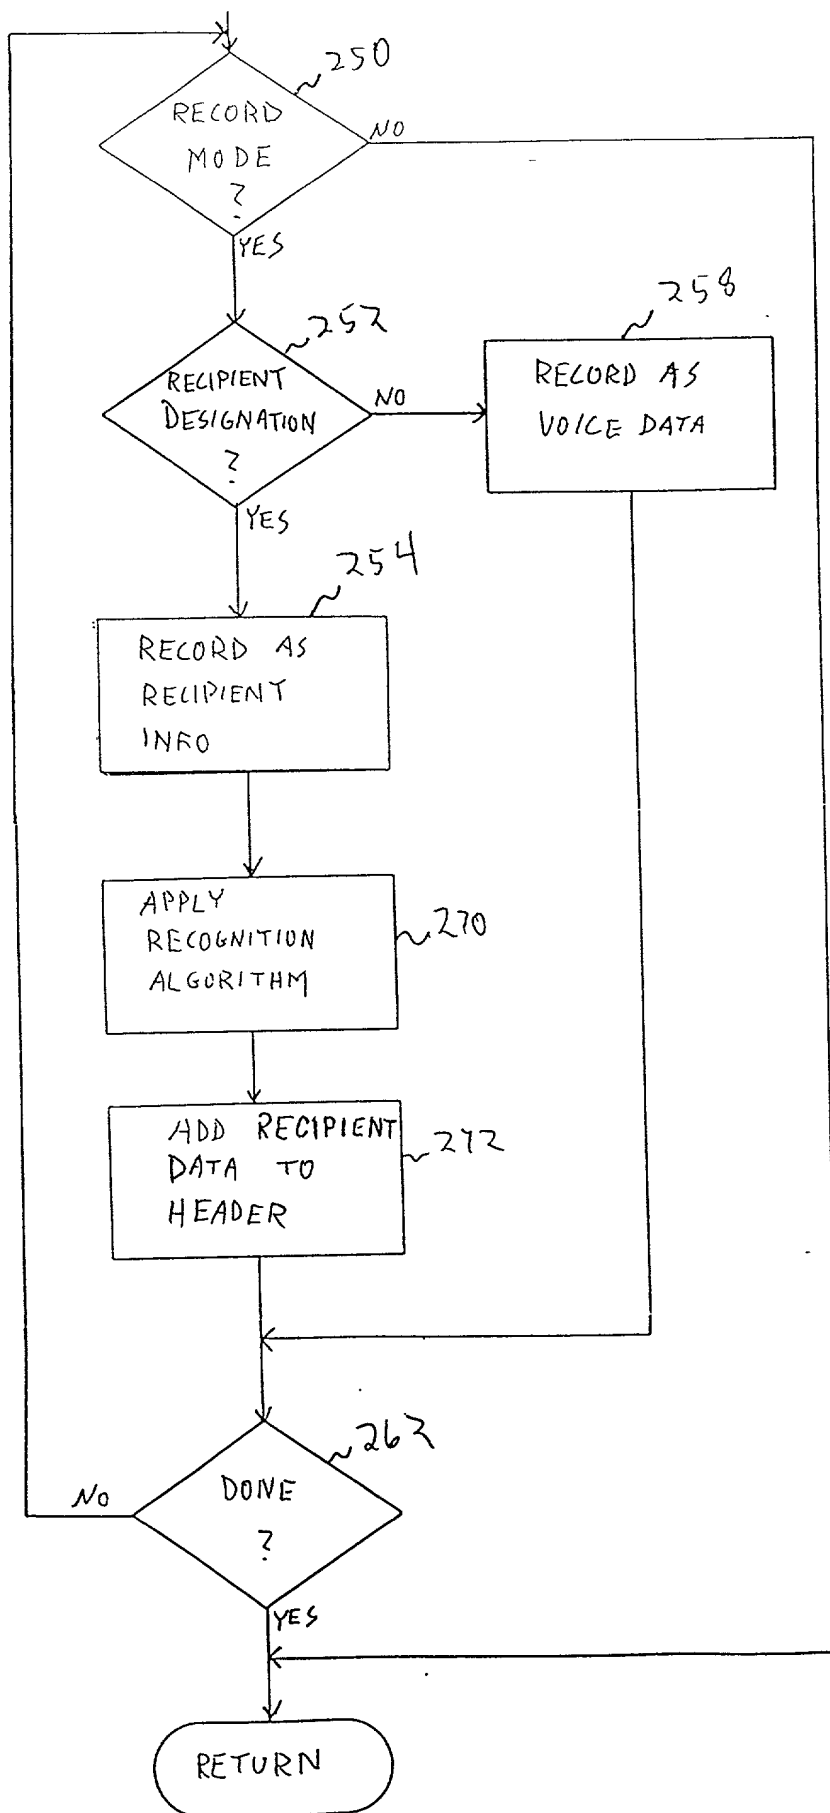 250
RECORD
MODE
?
NO
YES
252
RECIPIENT
DESIGNATION
?
NO
YES
258
RECORD AS
VOICE DATA
254
RECORD AS
RECIPIENT
INFO
APPLY
RECOGNITION
ALGORITHM
270
ADD RECIPIENT
DATA TO
HEADER
272
262
DONE
?
NO
YES
RETURN